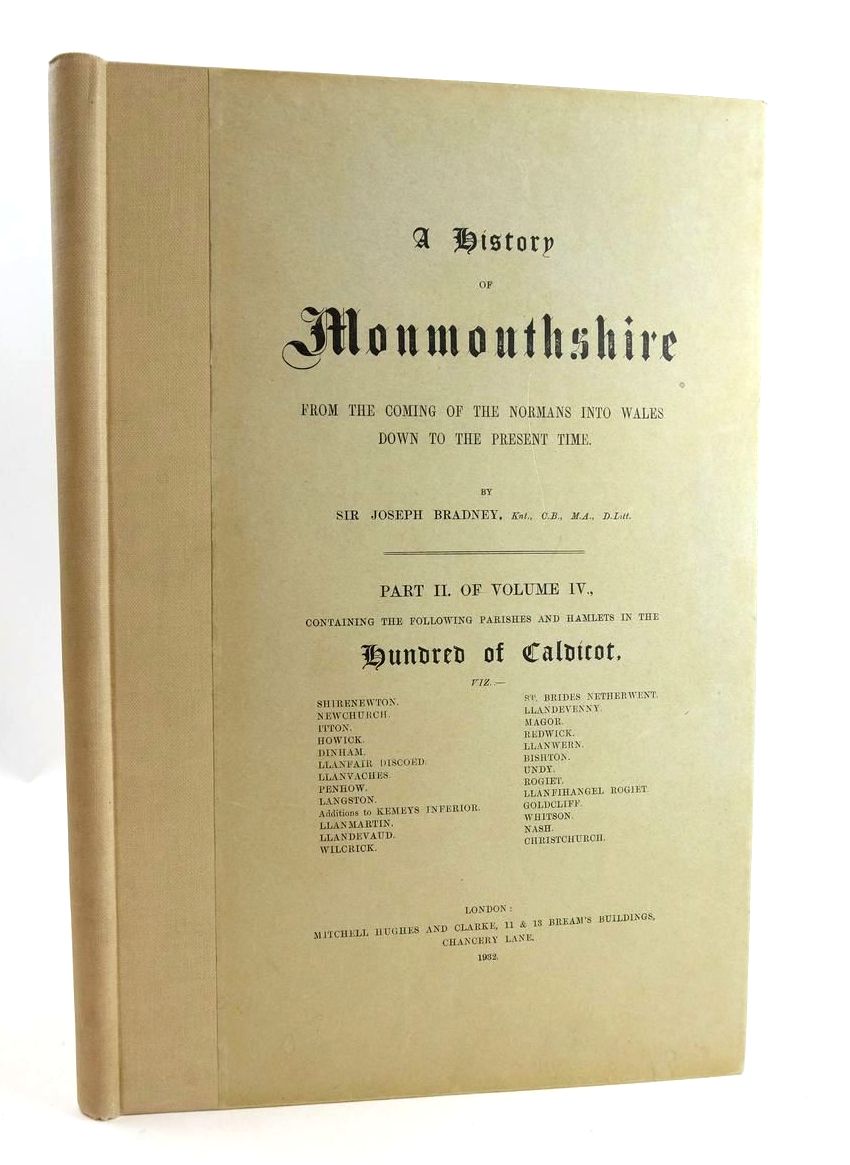 A History
OF
Monmouthshire
FROM THE COMING OF THE NORMANS INTO WALES
DOWN TO THE PRESENT TIME.
BY
SIR JOSEPH BRADNEY, Knt., C.B., M.A., D.Litt.
PART II. OF VOLUME IV.,
CONTAINING THE FOLLOWING PARISHES AND HAMLETS IN THE
Hundred of Caldicot,
VIZ.:—
SHIRENEWTON.
NEWCHURCH.
ITTON.
HOWICK.
DINHAM.
LLANFAIR DISCOED.
LLANVACHES.
PENHOW.
LANGSTON.
Additions to KEMEYS INFERIOR.
LLANMARTIN.
LLANDEVAUD.
WILCRICK.
ST. BRIDES NETHERWENT.
LLANDEVENNY.
MAGOR.
REDWICK.
LLANWERN.
BISHTON.
UNDY.
ROGIET.
LLANFIHANGEL ROGIET.
GOLDCLIFF.
WHITSON.
NASH.
CHRISTCHURCH.
LONDON:
MITCHELL HUGHES AND CLARKE, 11 & 13 BREAM'S BUILDINGS,
CHANCERY LANE.
1932.